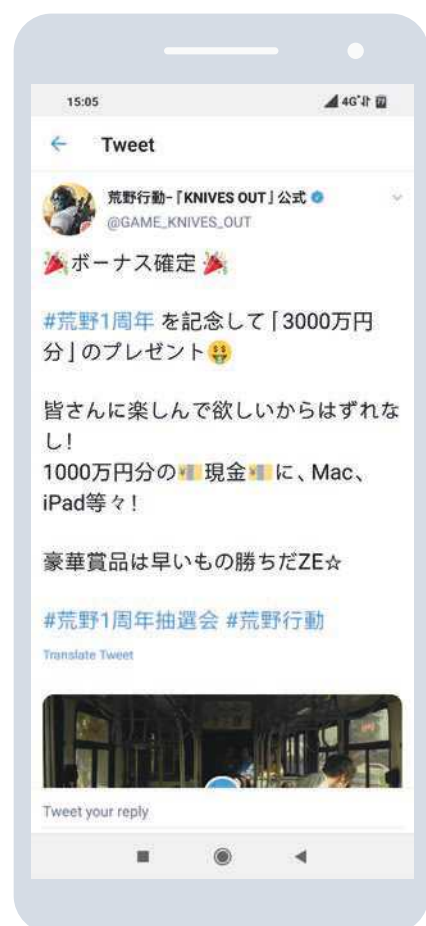 15:05
4G
77
Tweet
荒野行動-『KNIVES OUT』公式
@GAME_KNIVES_OUT
🎉ボーナス確定🎉
#荒野1周年 を記念して「3000万円
分」のプレゼント🤑
皆さんに楽しんで欲しいからはずれな
し!
1000万円分の💴現金💴に、Mac、
iPad等々!
豪華賞品は早いもの勝ちだZE☆
#荒野1周年抽選会 #荒野行動
Translate Tweet
Tweet your reply